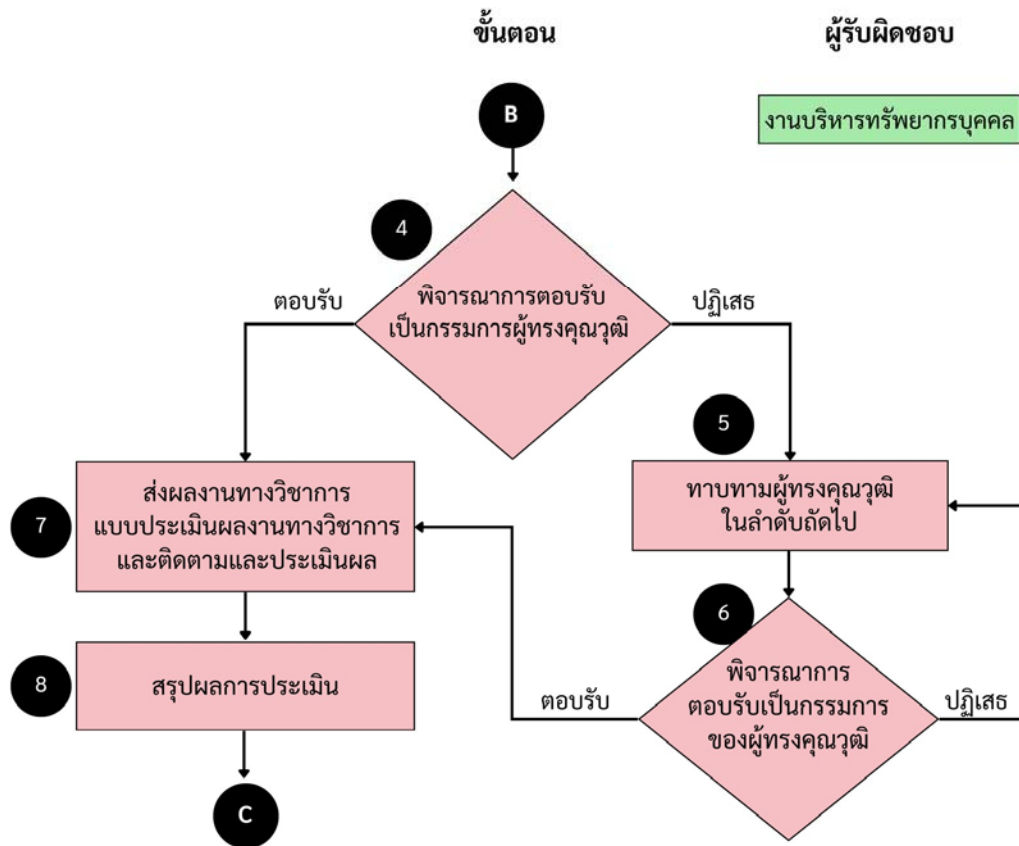 ขั้นตอน
ผู้รับผิดชอบ
B
งานบริหารทรัพยากรบุคคล
4
พิจารณาการตอบรับ
เป็นกรรมการผู้ทรงคุณวุฒิ
ตอบรับ
ปฏิเสธ
5
ทาบทามผู้ทรงคุณวุฒิ
ในลำดับถัดไป
7
ส่งผลงานทางวิชาการ
แบบประเมินผลงานทางวิชาการ
และติดตามและประเมินผล
6
พิจารณาการ
ตอบรับเป็นกรรมการ
ของผู้ทรงคุณวุฒิ
ตอบรับ
ปฏิเสธ
8
สรุปผลการประเมิน
C